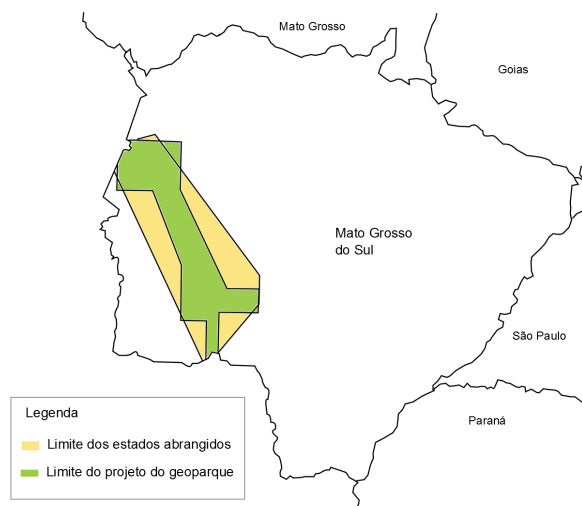 Mato Grosso
Goias
Mato Grosso
do Sul
São Paulo
Paraná
Legenda
Limite dos estados abrangidos
Limite do projeto do geoparque